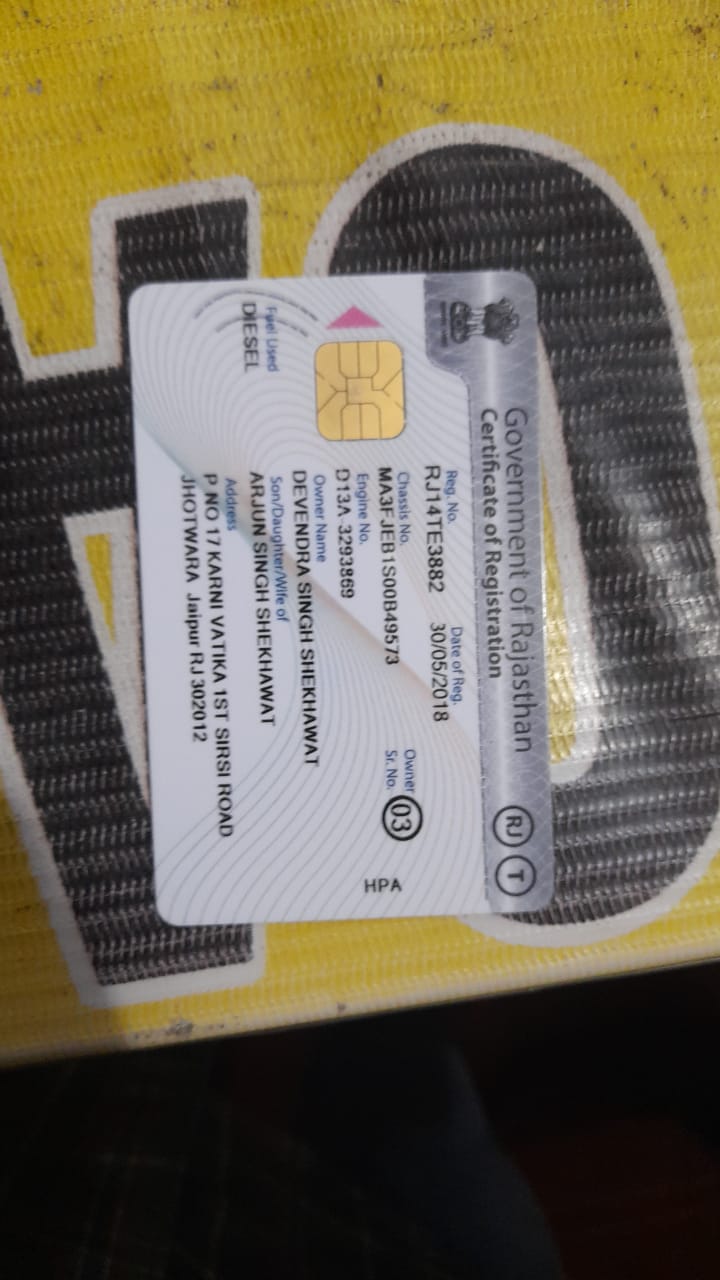 Government of Rajasthan
Certificate of Registration
RJ T
Reg. No. Date of Reg.
RJ14TE3882 30/05/2018
Chassis No. Owner
MA3FJEB1S00B49573 Sr. No. 03
Engine No.
D13A-3293869 HPA
Owner Name
DEVENDRA SINGH SHEKHAWAT
Fuel Used Son/Daughter/Wife of
DIESEL ARJUN SINGH SHEKHAWAT
Address
P NO 17 KARNI VATIKA 1ST SIRSI ROAD
JHOTWARA Jaipur RJ 302012